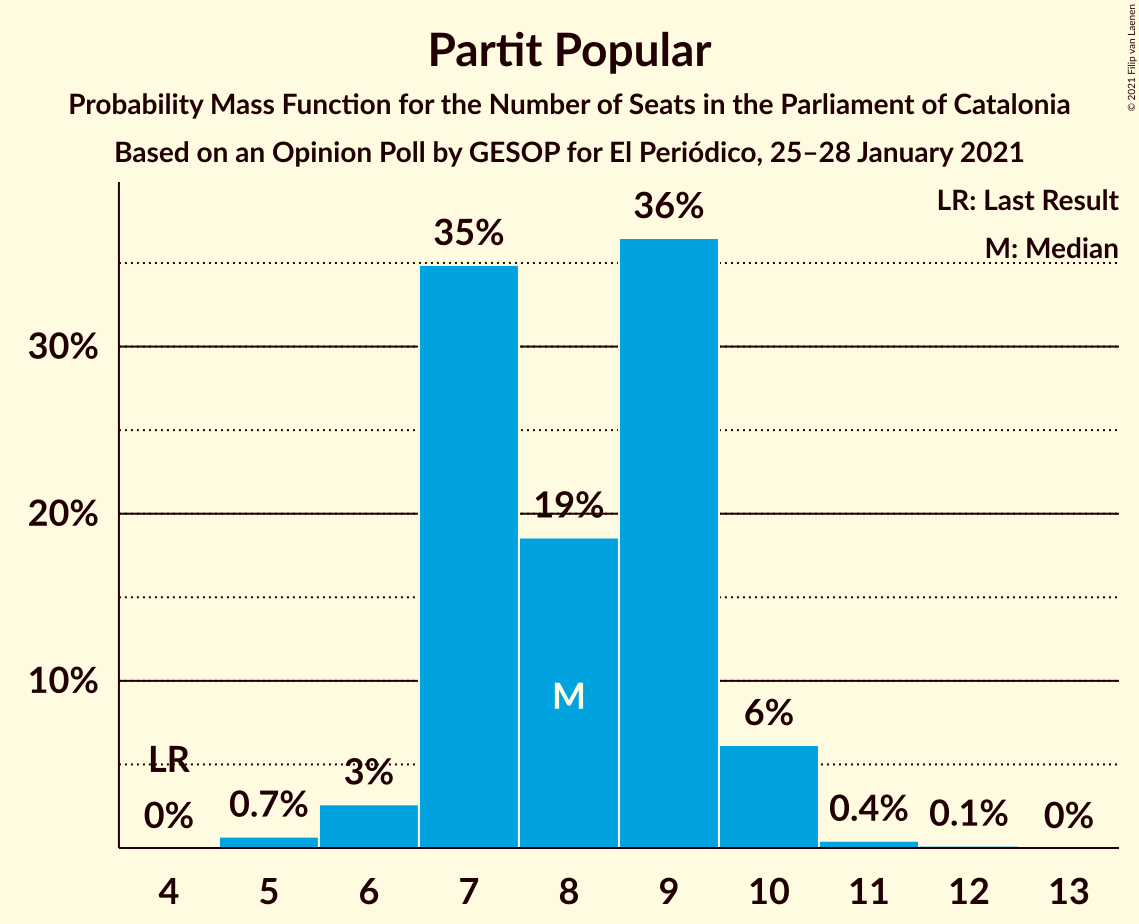 Partit Popular
Probability Mass Function for the Number of Seats in the Parliament of Catalonia
Based on an Opinion Poll by GESOP for El Periódico, 25–28 January 2021
© 2021 Filip van Laenen
LR: Last Result
M: Median
36%
35%
30%
19%
20%
10%
M
6%
LR
3%
0%
0.7%
0.4%
0.1%
0%
4 5 6 7 8 9 10 11 12 13